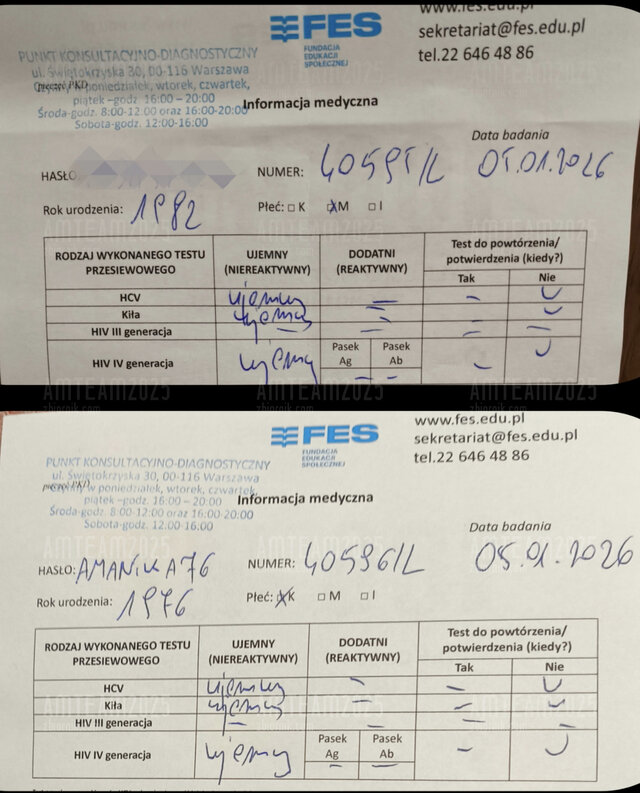 www.fes.edu.pl
FES
FUNDACJA
EDUKACJI
SPOŁECZNEJ
sekretariat@fes.edu.pl
tel.22 646 48 86
PUNKT KONSULTACYJNO-DIAGNOSTYCZNY
ul. Świętokrzyska 30, 00-116 Warszawa
pieczęć PKD
Czynny w poniedziałek, wtorek, czwartek,
piątek –godz. 16:00 – 20:00
Środa-godz. 8:00-12:00 oraz 16:00-20:00
Sobota-godz. 12:00-16:00
Informacja medyczna
Data badania
HASŁO NUMER: 40595/L 05.01.2026
Rok urodzenia: 1982 Płeć: □ K ☒ M □ I
RODZAJ WYKONANEGO TESTU PRZESIEWOWEGO UJEMNY (NIEREAKTYWNY) DODATNI (REAKTYWNY) Test do powtórzenia/ potwierdzenia (kiedy?)
Tak Nie
HCV ujemny –
Kiła ujemny –
HIV III generacja – – – –
HIV IV generacja ujemny Pasek Ag Pasek Ab –
– –
AMTEAM2025
zbiornik.com
www.fes.edu.pl
FES
FUNDACJA
EDUKACJI
SPOŁECZNEJ
sekretariat@fes.edu.pl
tel.22 646 48 86
PUNKT KONSULTACYJNO-DIAGNOSTYCZNY
ul. Świętokrzyska 30, 00-116 Warszawa
pieczęć PKD
Czynny w poniedziałek, wtorek, czwartek,
piątek –godz. 16:00 – 20:00
Środa-godz. 8:00-12:00 oraz 16:00-20:00
Sobota-godz. 12:00-16:00
Informacja medyczna
Data badania
HASŁO: AMANiKA76 NUMER: 40596/L 05.01.2026
Rok urodzenia: 1976 Płeć: ☒ K □ M □ I
RODZAJ WYKONANEGO TESTU PRZESIEWOWEGO UJEMNY (NIEREAKTYWNY) DODATNI (REAKTYWNY) Test do powtórzenia/ potwierdzenia (kiedy?)
Tak Nie
HCV ujemny – –
Kiła ujemny – –
HIV III generacja – – – –
HIV IV generacja ujemny Pasek Ag Pasek Ab –
– –